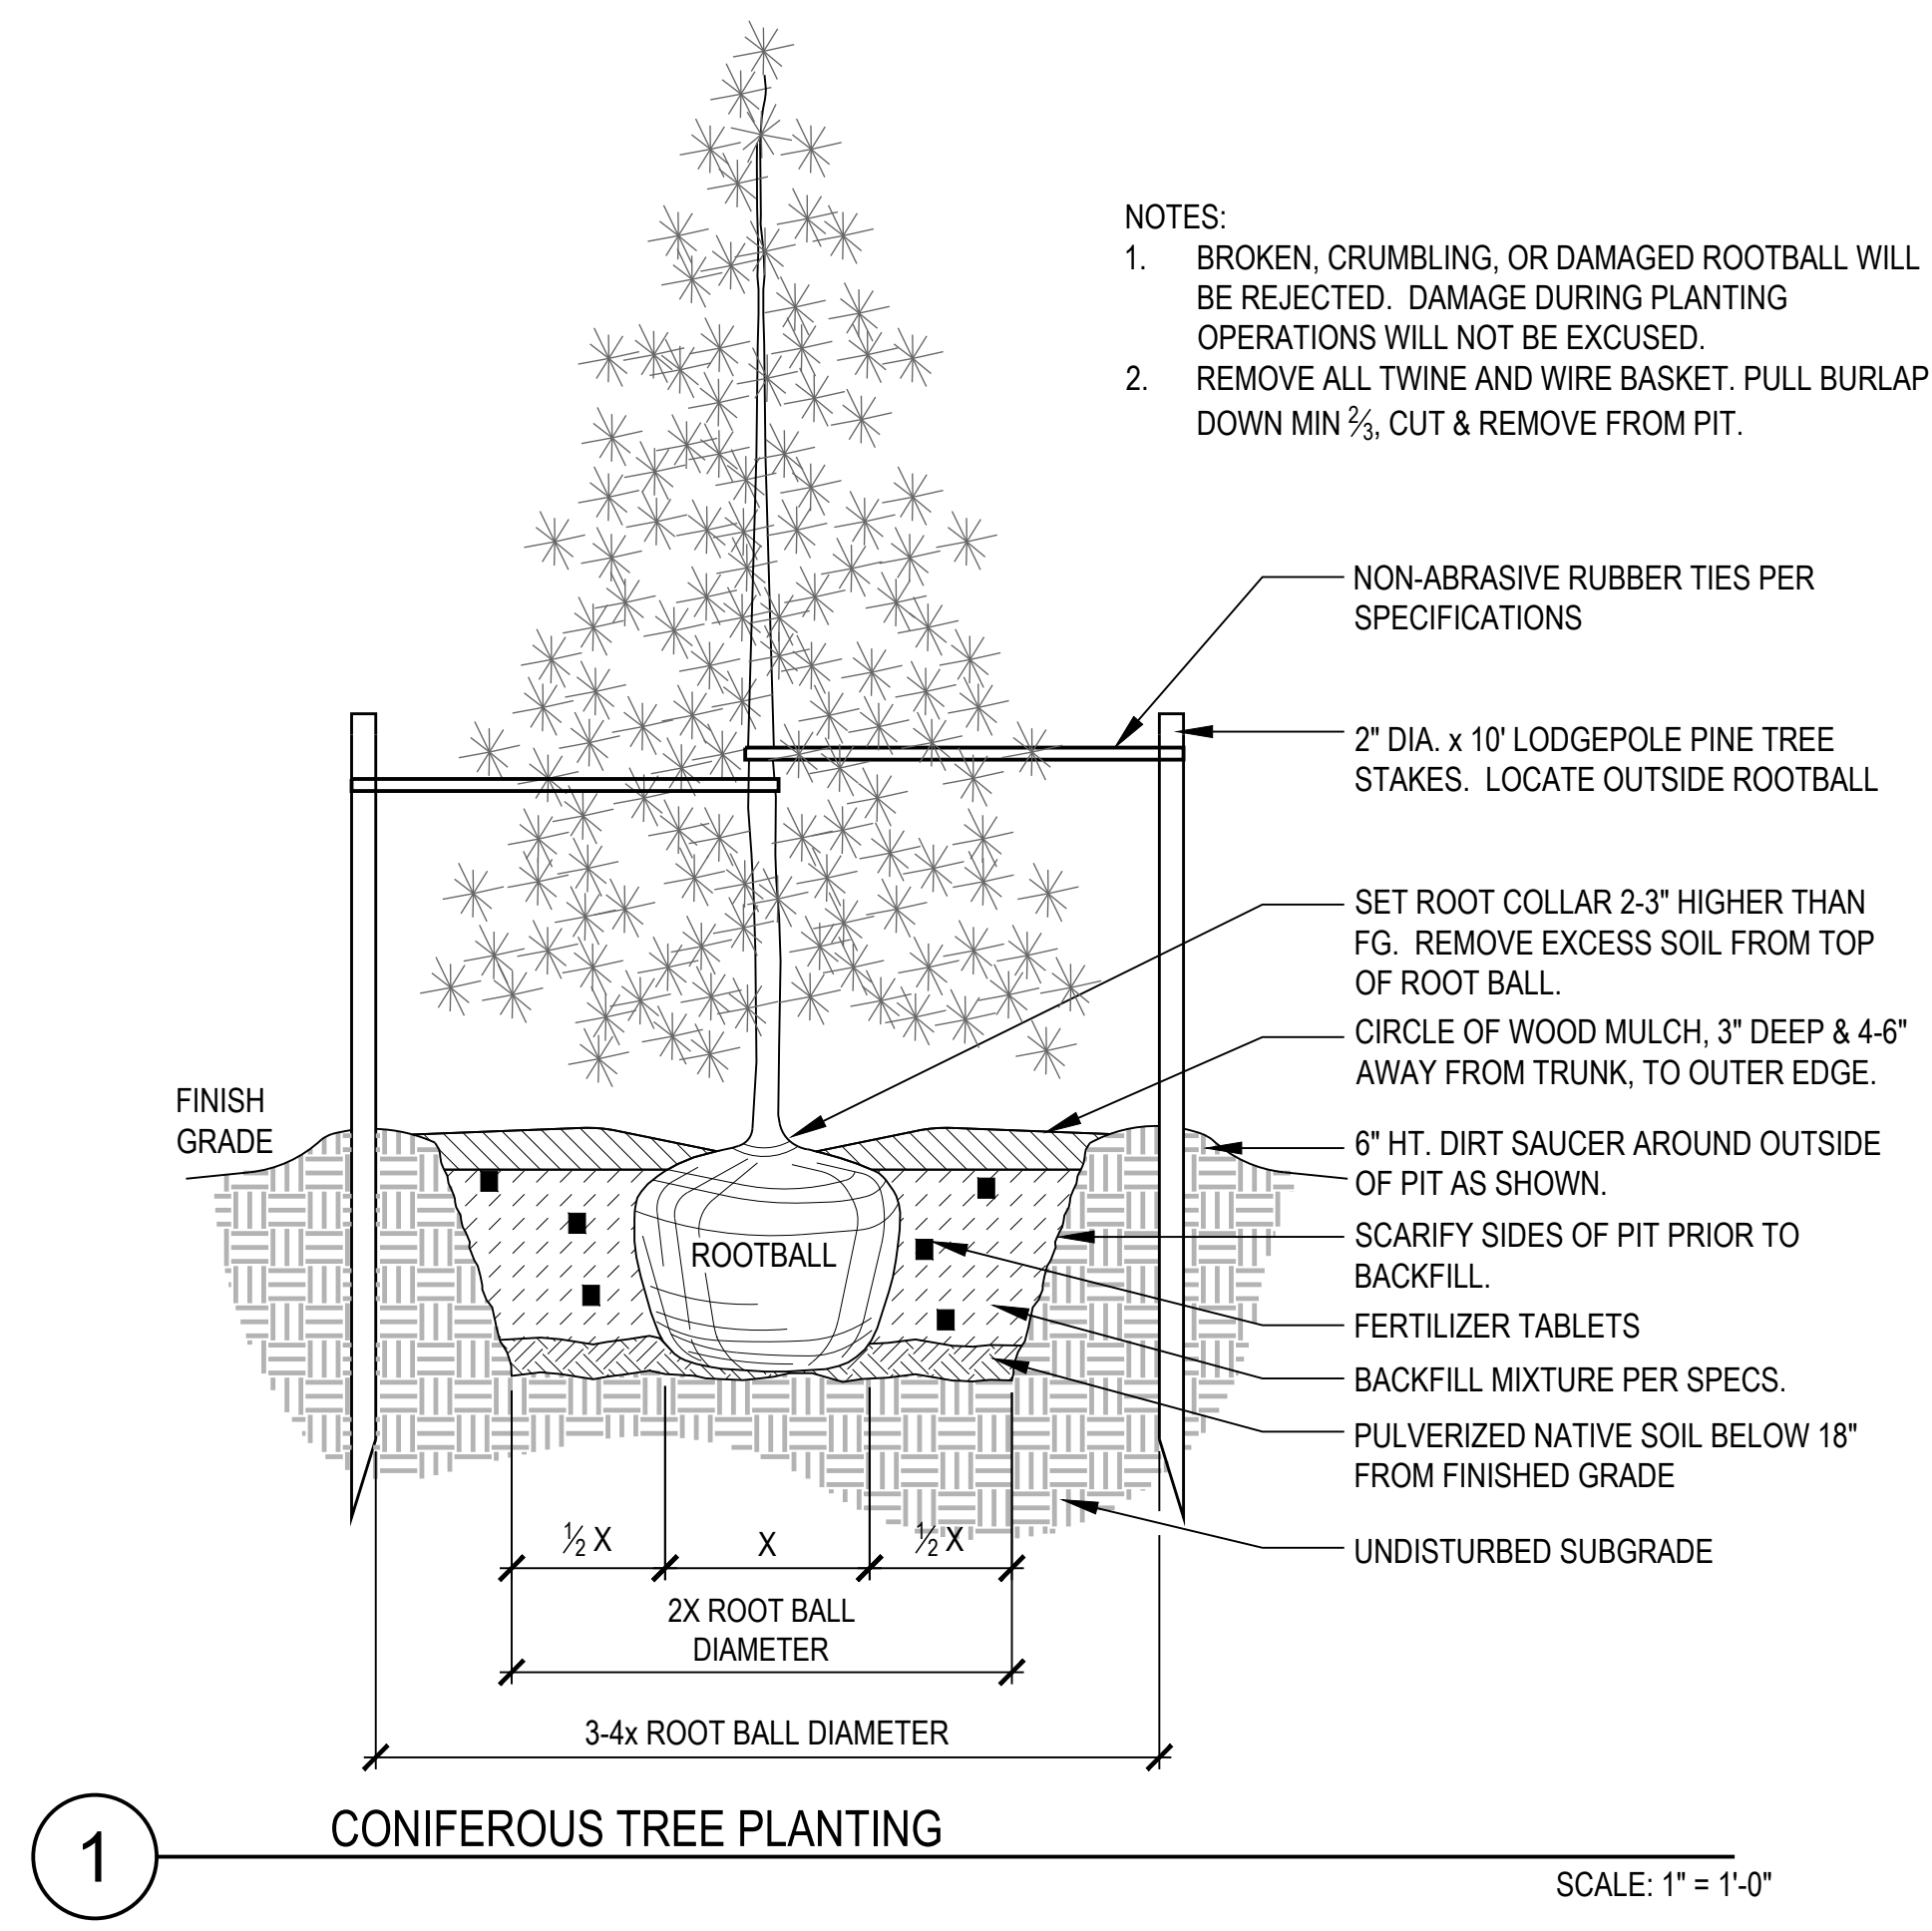 NOTES:
1. BROKEN, CRUMBLING, OR DAMAGED ROOTBALL WILL
BE REJECTED. DAMAGE DURING PLANTING
OPERATIONS WILL NOT BE EXCUSED.
2. REMOVE ALL TWINE AND WIRE BASKET. PULL BURLAP
DOWN MIN ⅔, CUT & REMOVE FROM PIT.
NON-ABRASIVE RUBBER TIES PER
SPECIFICATIONS
2" DIA. x 10' LODGEPOLE PINE TREE
STAKES. LOCATE OUTSIDE ROOTBALL
SET ROOT COLLAR 2-3" HIGHER THAN
FG. REMOVE EXCESS SOIL FROM TOP
OF ROOT BALL.
CIRCLE OF WOOD MULCH, 3" DEEP & 4-6"
AWAY FROM TRUNK, TO OUTER EDGE.
FINISH
GRADE
6" HT. DIRT SAUCER AROUND OUTSIDE
OF PIT AS SHOWN.
SCARIFY SIDES OF PIT PRIOR TO
BACKFILL.
ROOTBALL
FERTILIZER TABLETS
BACKFILL MIXTURE PER SPECS.
PULVERIZED NATIVE SOIL BELOW 18"
FROM FINISHED GRADE
UNDISTURBED SUBGRADE
½ X
X
½ X
2X ROOT BALL
DIAMETER
3-4x ROOT BALL DIAMETER
1
CONIFEROUS TREE PLANTING
SCALE: 1" = 1'-0"